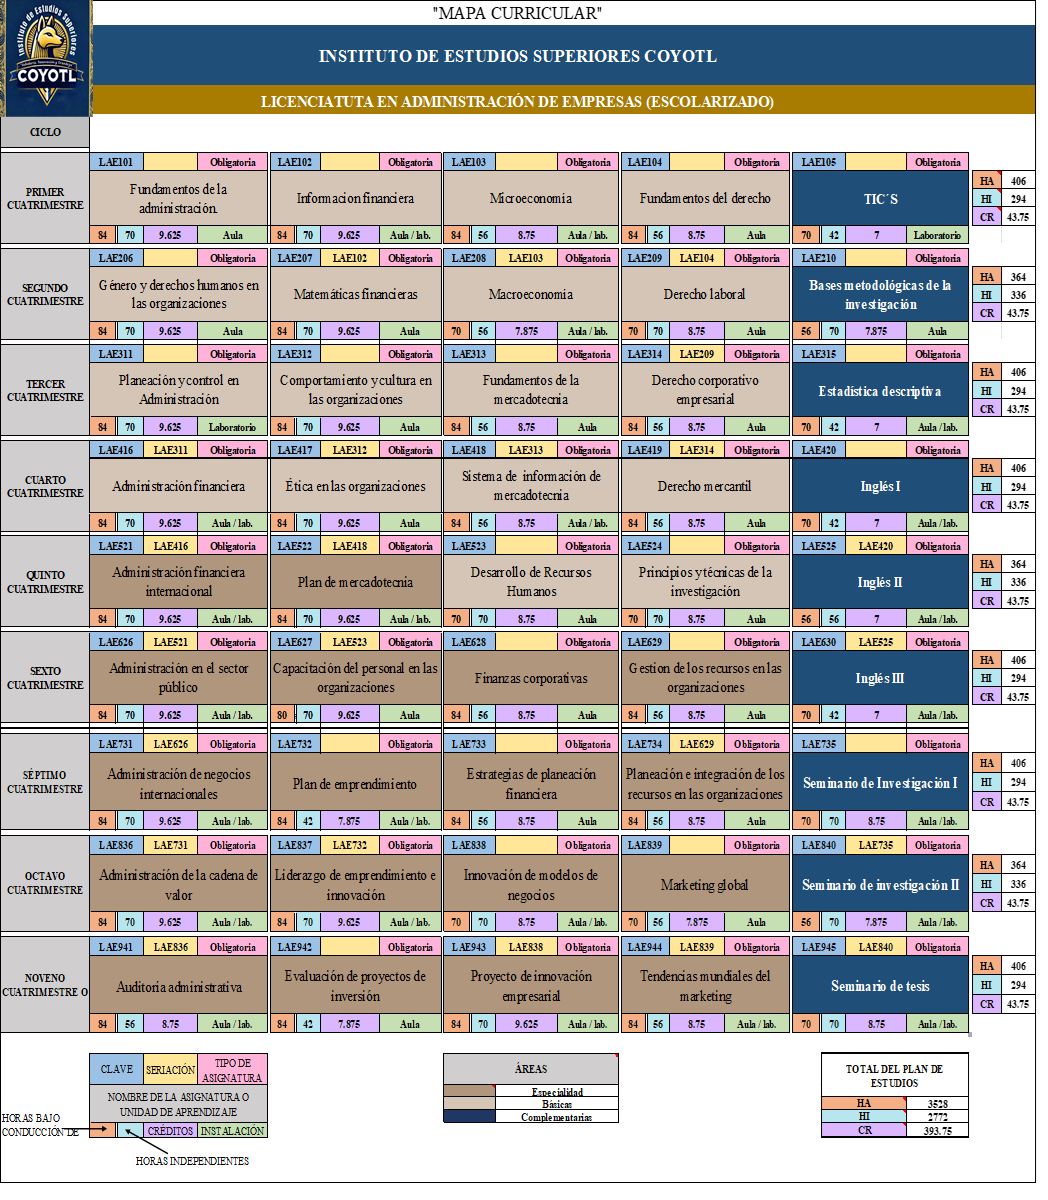 "MAPA CURRICULAR"
Instituto de Estudios Superiores
COYOTL
INSTITUTO DE ESTUDIOS SUPERIORES COYOTL
LICENCIATUTA EN ADMINISTRACIÓN DE EMPRESAS (ESCOLARIZADO)
CICLO
LAE101 Obligatoria LAE102 Obligatoria LAE103 Obligatoria LAE104 Obligatoria LAE105 Obligatoria
PRIMER CUATRIMESTRE
Fundamentos de la administración.
Informacion financiera
Microeconomía
Fundamentos del derecho
TIC´S
HA 406
HI 294
CR 43.75
84 70 9.625 Aula 84 70 9.625 Aula / lab. 84 56 8.75 Aula / lab. 84 56 8.75 Aula 70 42 7 Laboratorio
LAE206 Obligatoria LAE207 LAE102 Obligatoria LAE208 LAE103 Obligatoria LAE209 LAE104 Obligatoria LAE210 Obligatoria
SEGUNDO CUATRIMESTRE
Género y derechos humanos en las organizaciones
Matemáticas financieras
Macroeconomía
Derecho laboral
Bases metodológicas de la investigación
HA 364
HI 336
CR 43.75
84 70 9.625 Aula 84 70 9.625 Aula 70 56 7.875 Aula / lab. 70 70 8.75 Aula 56 70 7.875 Aula
LAE311 Obligatoria LAE312 Obligatoria LAE313 Obligatoria LAE314 LAE209 Obligatoria LAE315 Obligatoria
TERCER CUATRIMESTRE
Planeación y control en Administración
Comportamiento y cultura en las organizaciones
Fundamentos de la mercadotecnia
Derecho corporativo empresarial
Estadística descriptiva
HA 406
HI 294
CR 43.75
84 70 9.625 Laboratorio 84 70 9.625 Aula 84 56 8.75 Aula 84 56 8.75 Aula 70 42 7 Aula / lab.
LAE416 LAE311 Obligatoria LAE417 LAE312 Obligatoria LAE418 LAE313 Obligatoria LAE419 LAE314 Obligatoria LAE420 Obligatoria
CUARTO CUATRIMESTRE
Administración financiera
Ética en las organizaciones
Sistema de información de mercadotecnia
Derecho mercantil
Inglés I
HA 406
HI 294
CR 43.75
84 70 9.625 Aula / lab. 84 70 9.625 Aula 84 56 8.75 Aula / lab. 84 56 8.75 Aula 70 42 7 Aula / lab.
LAE521 LAE416 Obligatoria LAE522 LAE418 Obligatoria LAE523 Obligatoria LAE524 Obligatoria LAE525 LAE420 Obligatoria
QUINTO CUATRIMESTRE
Administración financiera internacional
Plan de mercadotecnia
Desarrollo de Recursos Humanos
Principios y técnicas de la investigación
Inglés II
HA 364
HI 336
CR 43.75
84 70 9.625 Aula / lab. 84 70 9.625 Aula / lab. 70 70 8.75 Aula 70 70 8.75 Aula 56 56 7 Aula / lab.
LAE626 LAE521 Obligatoria LAE627 LAE523 Obligatoria LAE628 Obligatoria LAE629 Obligatoria LAE630 LAE525 Obligatoria
SEXTO CUATRIMESTRE
Administración en el sector público
Capacitación del personal en las organizaciones
Finanzas corporativas
Gestion de los recursos en las organizaciones
Inglés III
HA 406
HI 294
CR 43.75
84 70 9.625 Aula / lab. 80 70 9.625 Aula 84 56 8.75 Aula 84 56 8.75 Aula 70 42 7 Aula / lab.
LAE731 LAE626 Obligatoria LAE732 Obligatoria LAE733 Obligatoria LAE734 LAE629 Obligatoria LAE735 Obligatoria
SÉPTIMO CUATRIMESTRE
Administración de negocios internacionales
Plan de emprendimiento
Estrategias de planeación financiera
Planeación e integración de los recursos en las organizaciones
Seminario de Investigación I
HA 406
HI 294
CR 43.75
84 70 9.625 Aula / lab. 84 42 7.875 Aula / lab. 84 56 8.75 Aula 84 56 8.75 Aula / lab. 70 70 8.75 Aula / lab.
LAE836 LAE731 Obligatoria LAE837 LAE732 Obligatoria LAE838 Obligatoria LAE839 Obligatoria LAE840 LAE735 Obligatoria
OCTAVO CUATRIMESTRE
Administración de la cadena de valor
Liderazgo de emprendimiento e innovación
Innovación de modelos de negocios
Marketing global
Seminario de investigación II
HA 364
HI 336
CR 43.75
84 70 9.625 Aula / lab. 84 70 9.625 Aula / lab. 70 70 8.75 Aula / lab. 70 56 7.875 Aula 56 70 7.875 Aula / lab.
LAE941 LAE836 Obligatoria LAE942 Obligatoria LAE943 LAE838 Obligatoria LAE944 LAE839 Obligatoria LAE945 LAE840 Obligatoria
NOVENO CUATRIMESTRE O
Auditoria administrativa
Evaluación de proyectos de inversión
Proyecto de innovación empresarial
Tendencias mundiales del marketing
Seminario de tesis
HA 406
HI 294
CR 43.75
84 56 8.75 Aula / lab. 84 42 7.875 Aula 84 70 9.625 Aula / lab. 84 56 8.75 Aula / lab. 70 70 8.75 Aula / lab.
CLAVE SERIACIÓN TIPO DE ASIGNATURA
NOMBRE DE LA ASIGNATURA O UNIDAD DE APRENDIZAJE
CRÉDITOS INSTALACIÓN
HORAS BAJO
CONDUCCIÓN DE
HORAS INDEPENDIENTES
ÁREAS
Especialidad
Básicas
Complementarias
TOTAL DEL PLAN DE
ESTUDIOS
HA 3528
HI 2772
CR 393.75